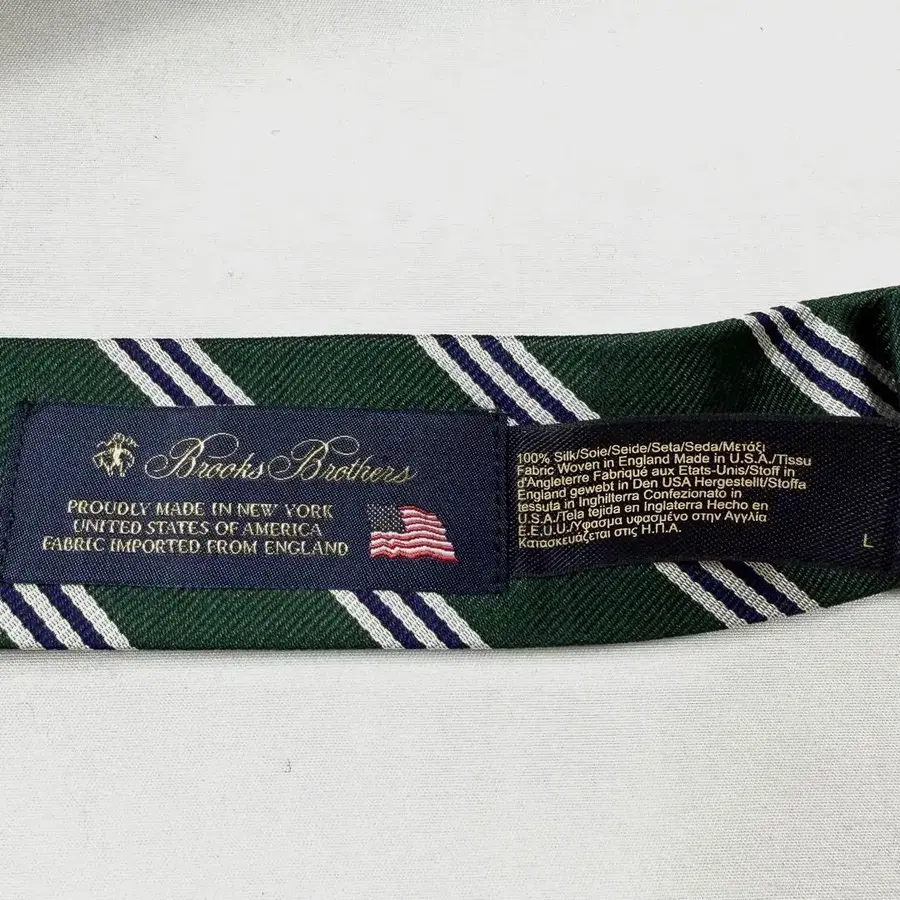 Brooks Brothers
PROUDLY MADE IN NEW YORK
UNITED STATES OF AMERICA
FABRIC IMPORTED FROM ENGLAND
100% Silk/Soie/Seide/Seta/Seda/Μετάξι
Fabric Woven in England Made in U.S.A./Tissu
d'Angleterre Fabriqué aux Etats-Unis/Stoff in
England gewebt in Den USA Hergestellt/Stoffa
tessuta in Inghilterra Confezionato in
U.S.A./Tela tejida en Inglaterra Hecho en
E.E.U.U./Υφασμα υφασμένο στην Αγγλία
Κατασκευάζεται στις Η.Π.Α.
L